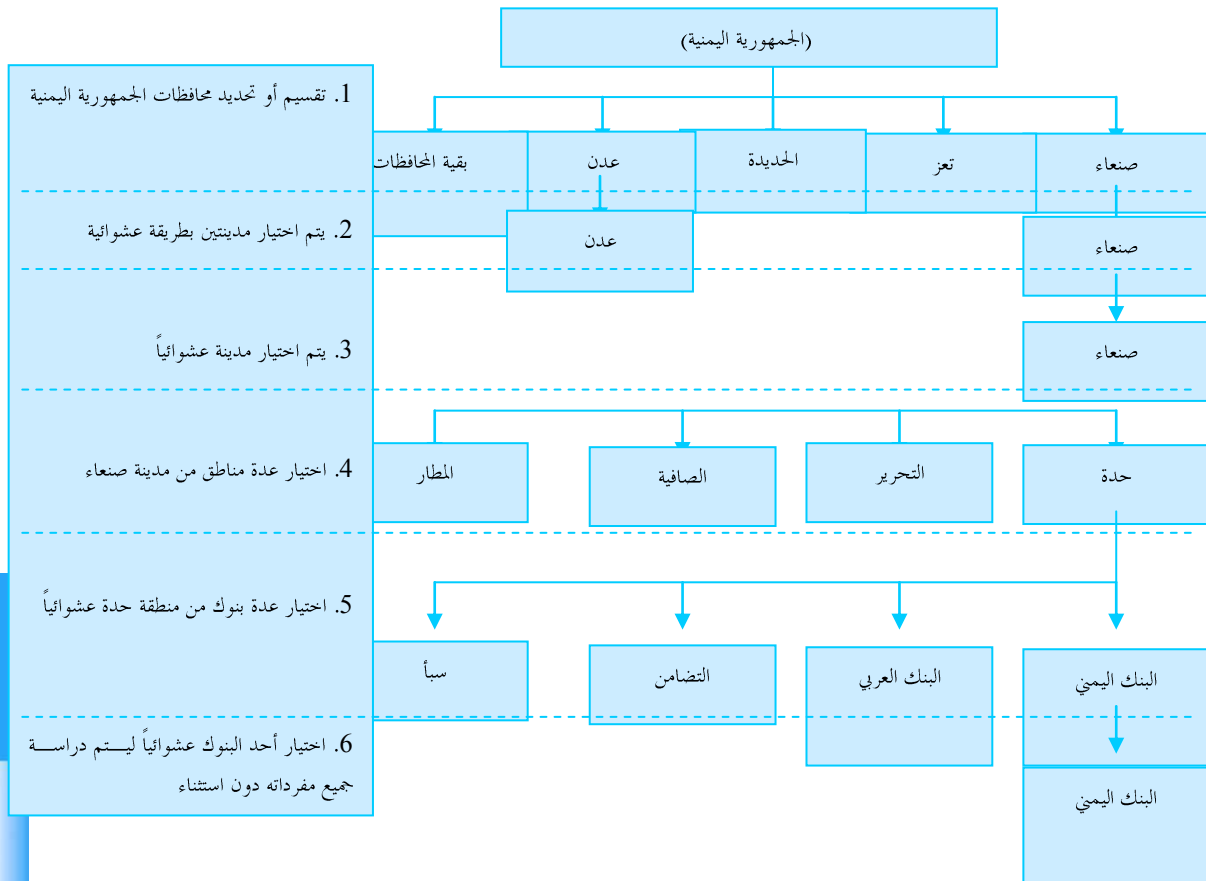 (الجمهورية اليمنية)
1. تقسيم أو تحديد محافظات الجمهورية اليمنية
صنعاء
تعز
الحديدة
عدن
بقية المحافظات
2. يتم اختيار مدينتين بطريقة عشوائية
صنعاء
عدن
3. يتم اختيار مدينة عشوائياً
صنعاء
4. اختيار عدة مناطق من مدينة صنعاء
حدة
التحرير
الصافية
المطار
5. اختيار عدة بنوك من منطقة حدة عشوائياً
البنك اليمني
البنك العربي
التضامن
سبأ
6. اختيار أحد البنوك عشوائياً ليـــتم دراســـة
جميع مفرداته دون استثناء
البنك اليمني